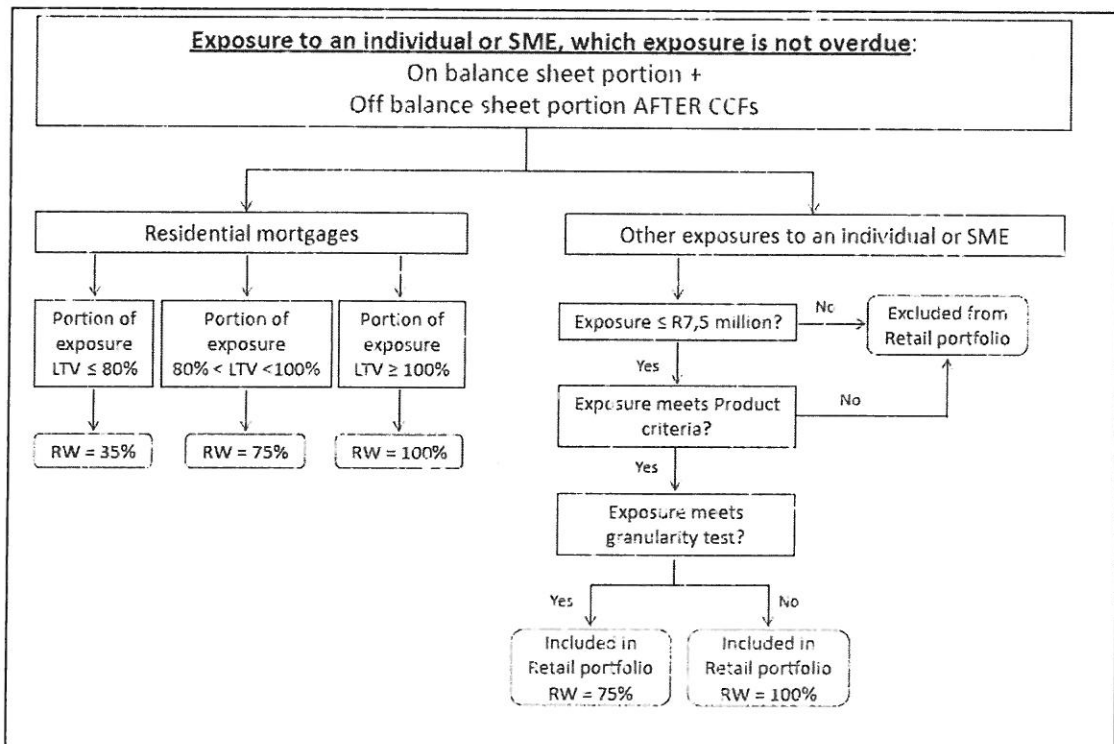 Exposure to an individual or SME, which exposure is not overdue:
On balance sheet portion +
Off balance sheet portion AFTER CCFs
Residential mortgages
Portion of
exposure
LTV ≤ 80%
Portion of
exposure
80% < LTV <100%
Portion of
exposure
LTV ≥ 100%
RW = 35%
RW = 75%
RW = 100%
Other exposures to an individual or SME
Exposure ≤ R7,5 million?
No
Excluded from
Retail portfolio
Yes
Exposure meets Product
criteria?
No
Yes
Exposure meets
granularity test?
Yes
No
Included in
Retail portfolio
RW = 75%
Included in
Retail portfolio
RW = 100%